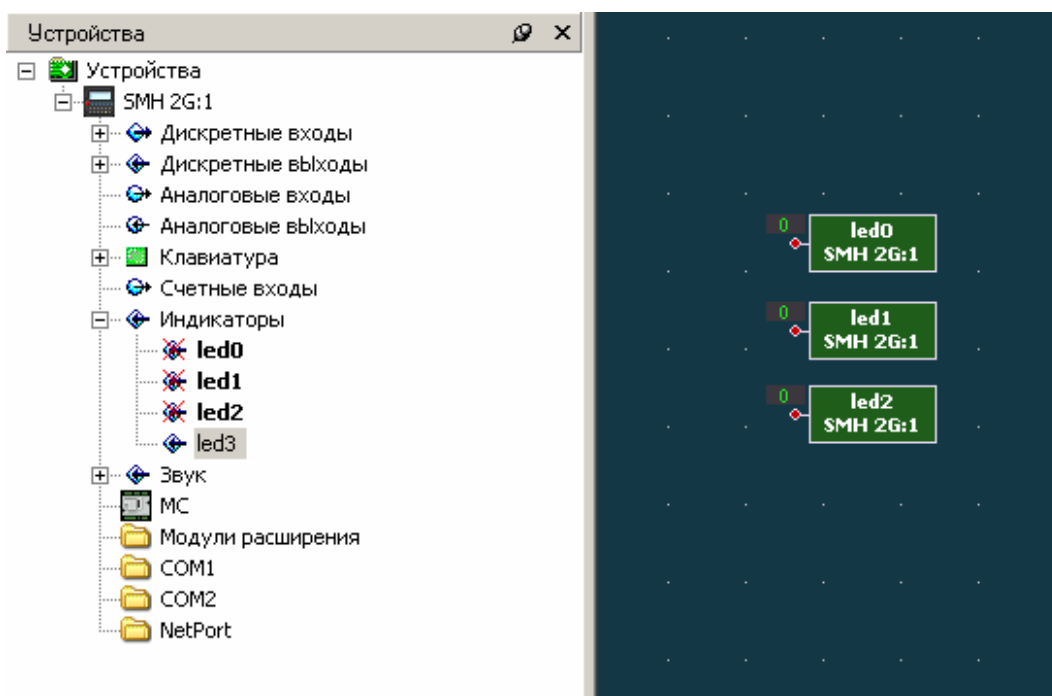 Устройства
Устройства
SMH 2G:1
Дискретные входы
Дискретные выходы
Аналоговые входы
Аналоговые выходы
Клавиатура
Счетные входы
Индикаторы
led0
led1
led2
led3
Звук
MC
Модули расширения
COM1
COM2
NetPort
0
led0
SMH 2G:1
0
led1
SMH 2G:1
0
led2
SMH 2G:1